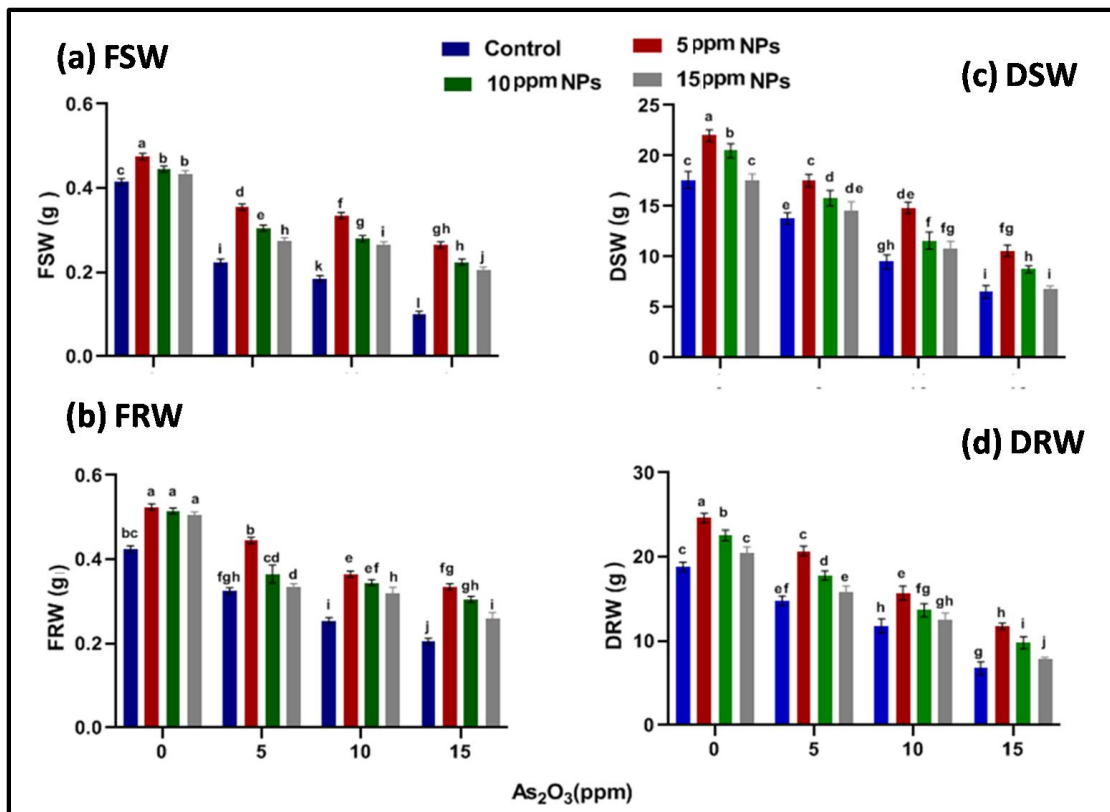 (a) FSW
Control
5 ppm NPs
10 ppm NPs
15 ppm NPs
(c) DSW
FSW (g )
0.6
0.4
0.2
0.0
c a b b
i d e h
k f g i
l gh h j
DSW (g )
25
20
15
10
5
0
c a b c
e c d de
gh de f fg
i fg h i
(b) FRW
(d) DRW
FRW (g)
0.6
0.4
0.2
0.0
bc a a a
fgh b cd d
i e ef h
j fg gh i
0 5 10 15
DRW (g )
30
20
10
0
c a b c
ef c d e
h e fg gh
g h i j
0 5 10 15
As₂O₃(ppm)